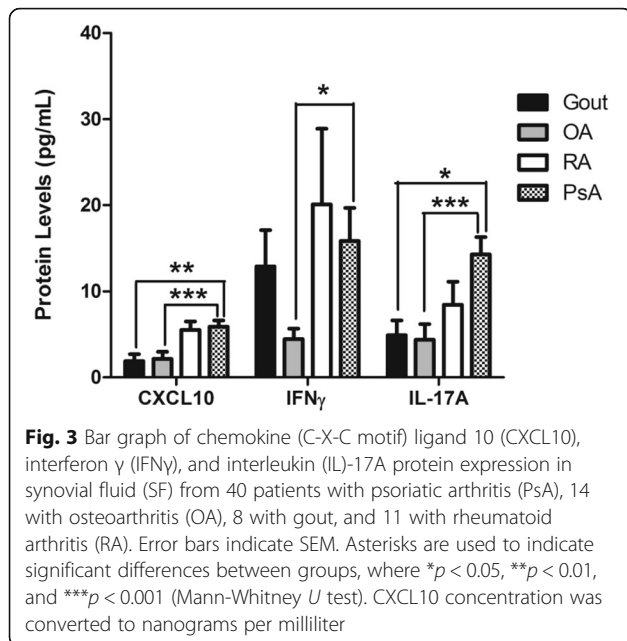 40
30
20
10
0
Protein Levels (pg/mL)
Gout
OA
RA
PsA
*
*
***
**
***
CXCL10 IFNγ IL-17A
Fig. 3 Bar graph of chemokine (C-X-C motif) ligand 10 (CXCL10),
interferon γ (IFNγ), and interleukin (IL)-17A protein expression in
synovial fluid (SF) from 40 patients with psoriatic arthritis (PsA), 14
with osteoarthritis (OA), 8 with gout, and 11 with rheumatoid
arthritis (RA). Error bars indicate SEM. Asterisks are used to indicate
significant differences between groups, where *p < 0.05, **p < 0.01,
and ***p < 0.001 (Mann-Whitney U test). CXCL10 concentration was
converted to nanograms per milliliter